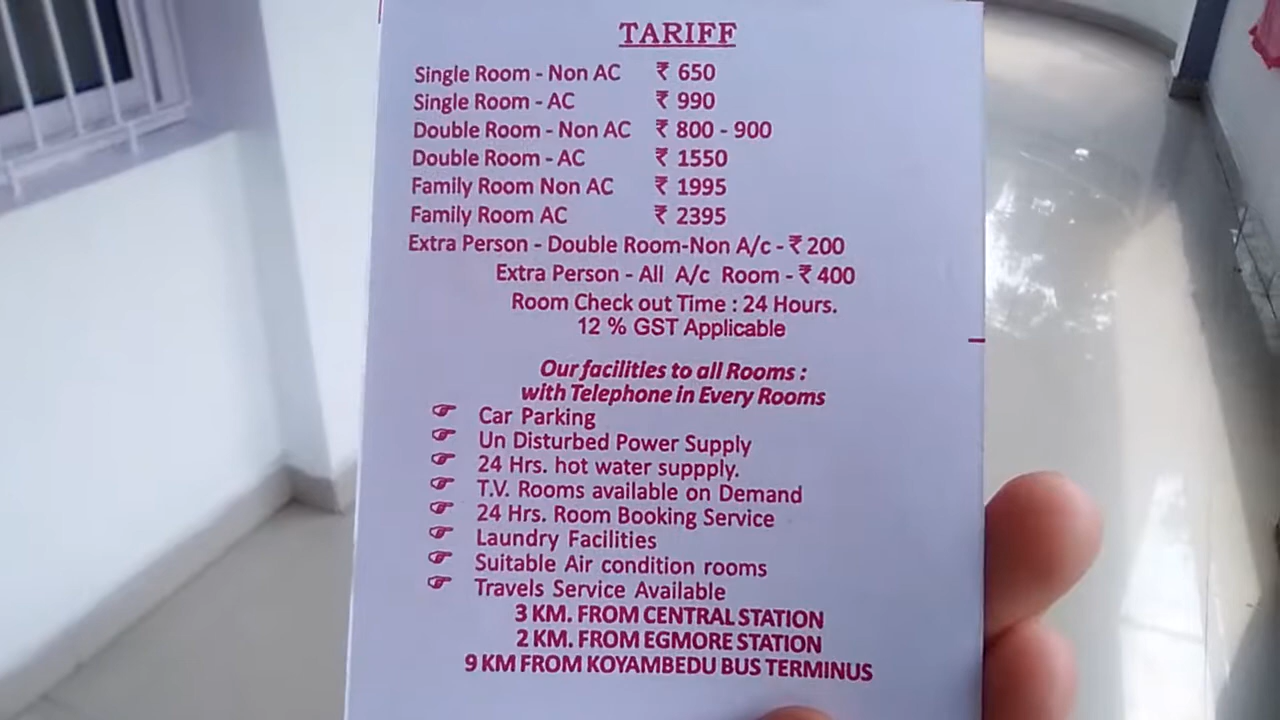 TARIFF
Single Room - Non AC ₹ 650
Single Room - AC ₹ 990
Double Room - Non AC ₹ 800 - 900
Double Room - AC ₹ 1550
Family Room Non AC ₹ 1995
Family Room AC ₹ 2395
Extra Person - Double Room-Non A/c - ₹ 200
Extra Person - All A/c Room - ₹ 400
Room Check out Time : 24 Hours.
12 % GST Applicable
Our facilities to all Rooms :
with Telephone in Every Rooms
☞ Car Parking
☞ Un Disturbed Power Supply
☞ 24 Hrs. hot water suppply.
☞ T.V. Rooms available on Demand
☞ 24 Hrs. Room Booking Service
☞ Laundry Facilities
☞ Suitable Air condition rooms
☞ Travels Service Available
3 KM. FROM CENTRAL STATION
2 KM. FROM EGMORE STATION
9 KM FROM KOYAMBEDU BUS TERMINUS